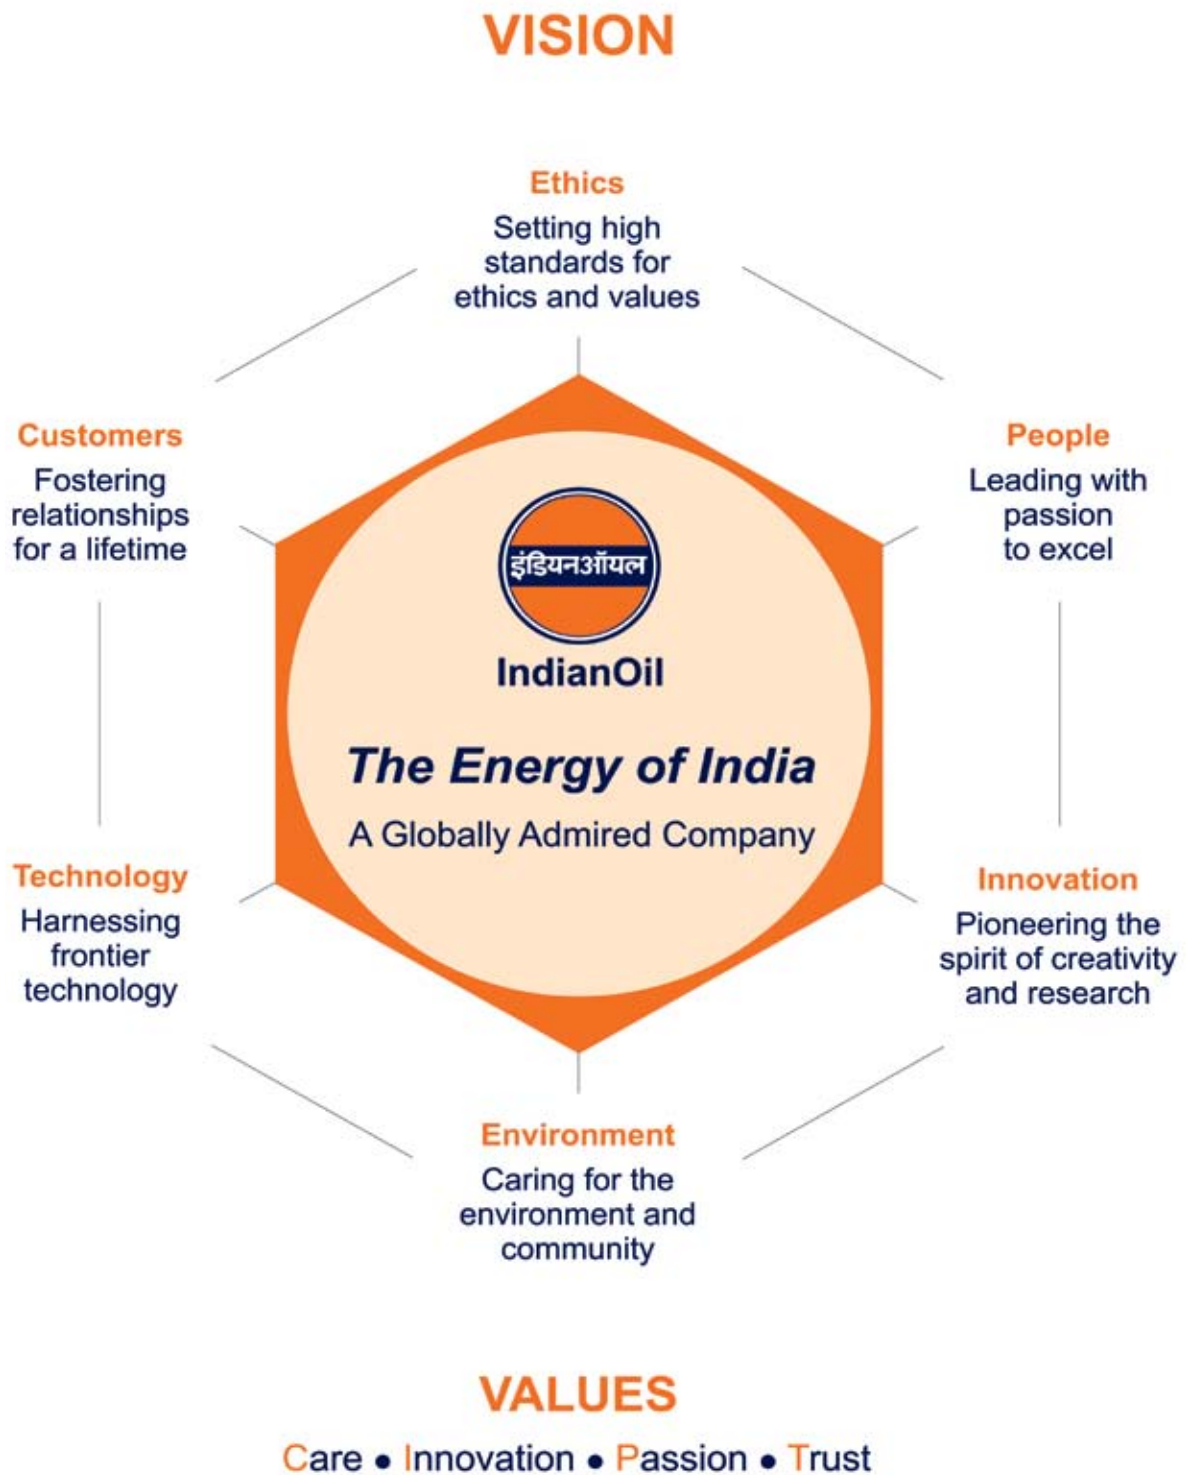 VISION
Ethics
Setting high
standards for
ethics and values
Customers
Fostering
relationships
for a lifetime
People
Leading with
passion
to excel
इंडियनऑयल
IndianOil
The Energy of India
A Globally Admired Company
Technology
Harnessing
frontier
technology
Innovation
Pioneering the
spirit of creativity
and research
Environment
Caring for the
environment and
community
VALUES
Care ● Innovation ● Passion ● Trust